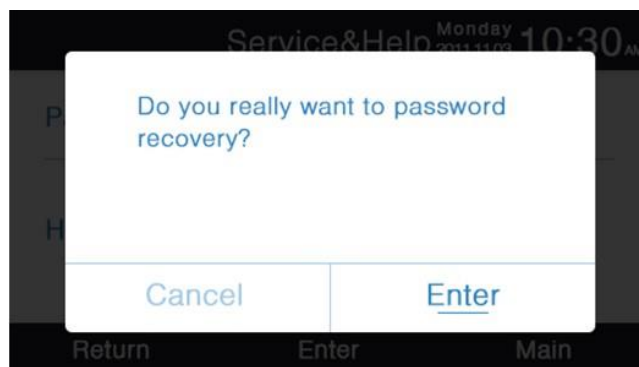 Service&Help Monday 10:30 AM
2011.11.03
P
Do you really want to password
recovery?
H
Cancel Enter
Return Enter Main